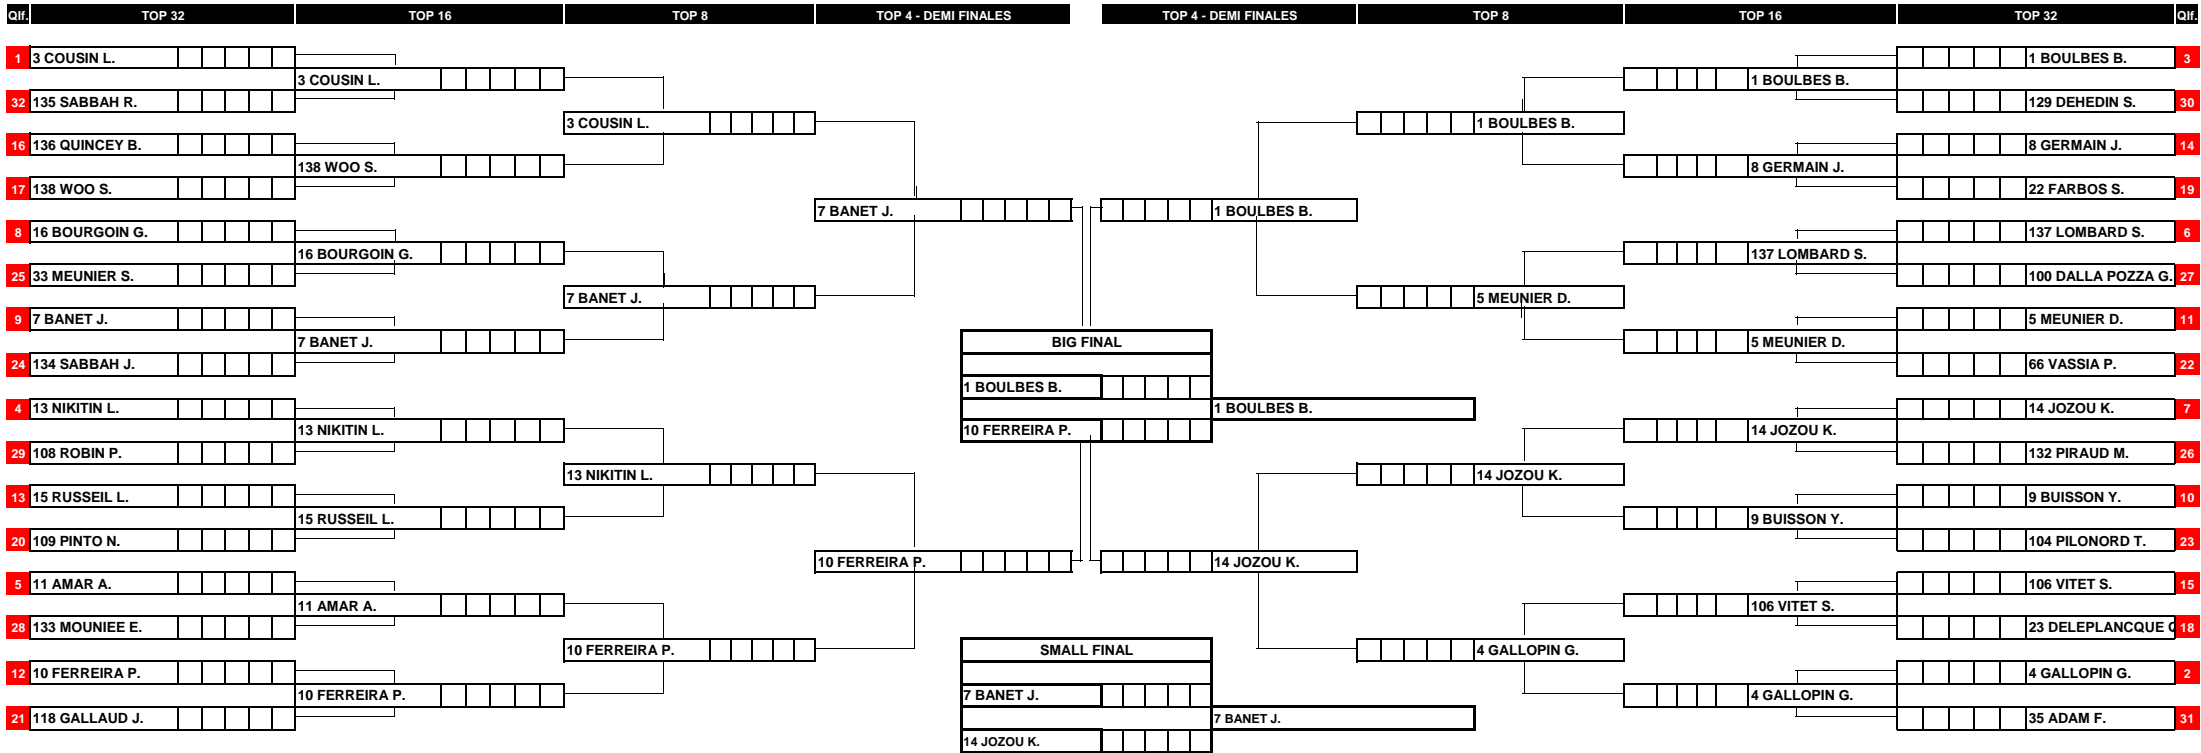 Qlf. TOP 32 TOP 16 TOP 8 TOP 4 - DEMI FINALES TOP 4 - DEMI FINALES TOP 8 TOP 16 TOP 32 Qlf.
1 3 COUSIN L. 1 BOULBES B. 3
3 COUSIN L. 1 BOULBES B.
32 135 SABBAH R. 129 DEHEDIN S. 30
3 COUSIN L. 1 BOULBES B.
16 136 QUINCEY B. 8 GERMAIN J. 14
138 WOO S. 8 GERMAIN J.
17 138 WOO S. 22 FARBOS S. 19
7 BANET J. 1 BOULBES B.
8 16 BOURGOIN G. 137 LOMBARD S. 6
16 BOURGOIN G. 137 LOMBARD S.
25 33 MEUNIER S. 100 DALLA POZZA G. 27
7 BANET J. 5 MEUNIER D.
9 7 BANET J. 5 MEUNIER D. 11
7 BANET J. BIG FINAL 5 MEUNIER D.
24 134 SABBAH J. 66 VASSIA P. 22
1 BOULBES B.
4 13 NIKITIN L. 1 BOULBES B. 14 JOZOU K. 7
13 NIKITIN L. 10 FERREIRA P. 14 JOZOU K.
29 108 ROBIN P. 132 PIRAUD M. 26
13 NIKITIN L. 14 JOZOU K.
13 15 RUSSEIL L. 9 BUISSON Y. 10
15 RUSSEIL L. 9 BUISSON Y.
20 109 PINTO N. 104 PILONORD T. 23
10 FERREIRA P. 14 JOZOU K.
5 11 AMAR A. 106 VITET S. 15
11 AMAR A. 106 VITET S.
28 133 MOUNIEE E. 23 DELEPLANCQUE 18
10 FERREIRA P. SMALL FINAL 4 GALLOPIN G.
12 10 FERREIRA P. 4 GALLOPIN G. 2
10 FERREIRA P. 7 BANET J. 4 GALLOPIN G.
21 118 GALLAUD J. 7 BANET J. 35 ADAM F. 31
14 JOZOU K.